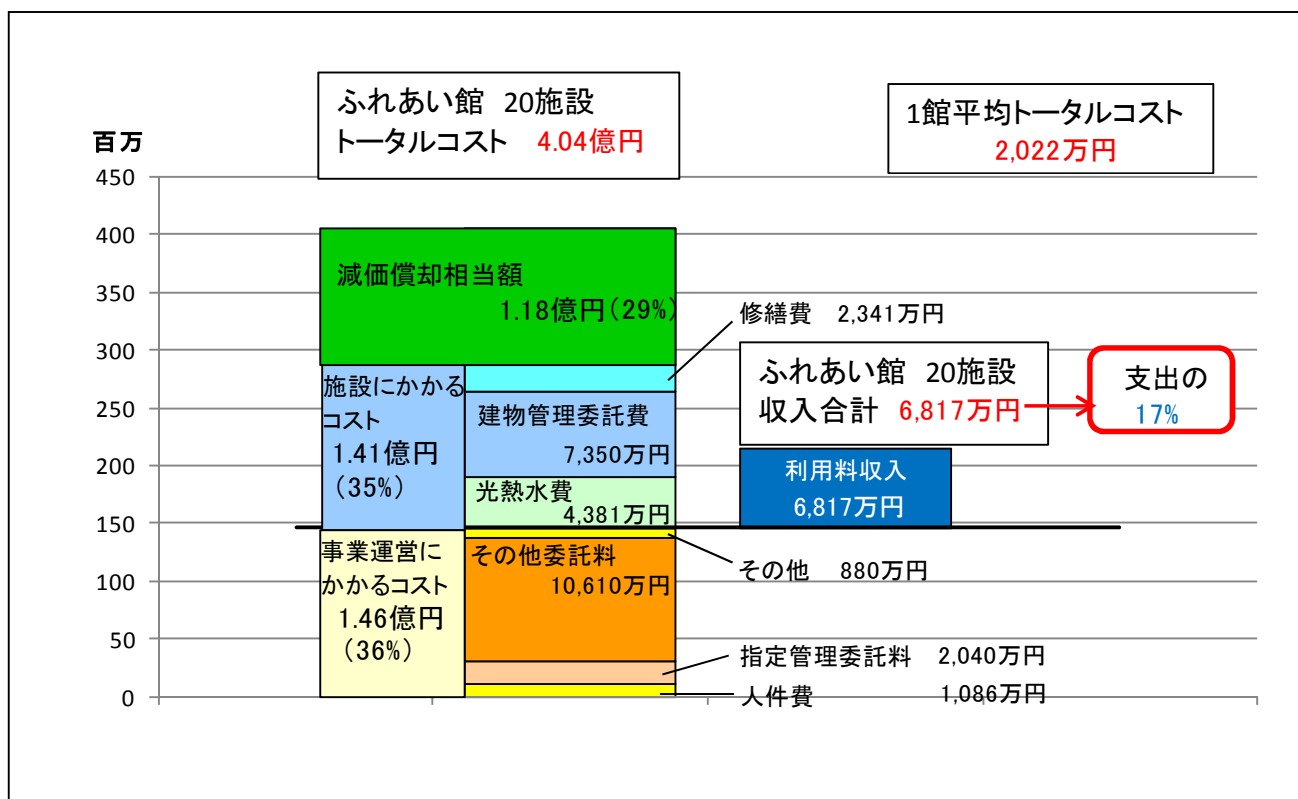 ふれあい館 20施設
トータルコスト 4.04億円
1館平均トータルコスト
2,022万円
百万
450
400
350
300
250
200
150
100
50
0
減価償却相当額
1.18億円(29%)
施設にかかる
コスト
1.41億円
(35%)
事業運営に
かかるコスト
1.46億円
(36%)
修繕費 2,341万円
建物管理委託費
7,350万円
光熱水費
4,381万円
その他委託料
10,610万円
ふれあい館 20施設
収入合計 6,817万円
支出の
17%
利用料収入
6,817万円
その他 880万円
指定管理委託料 2,040万円
人件費 1,086万円